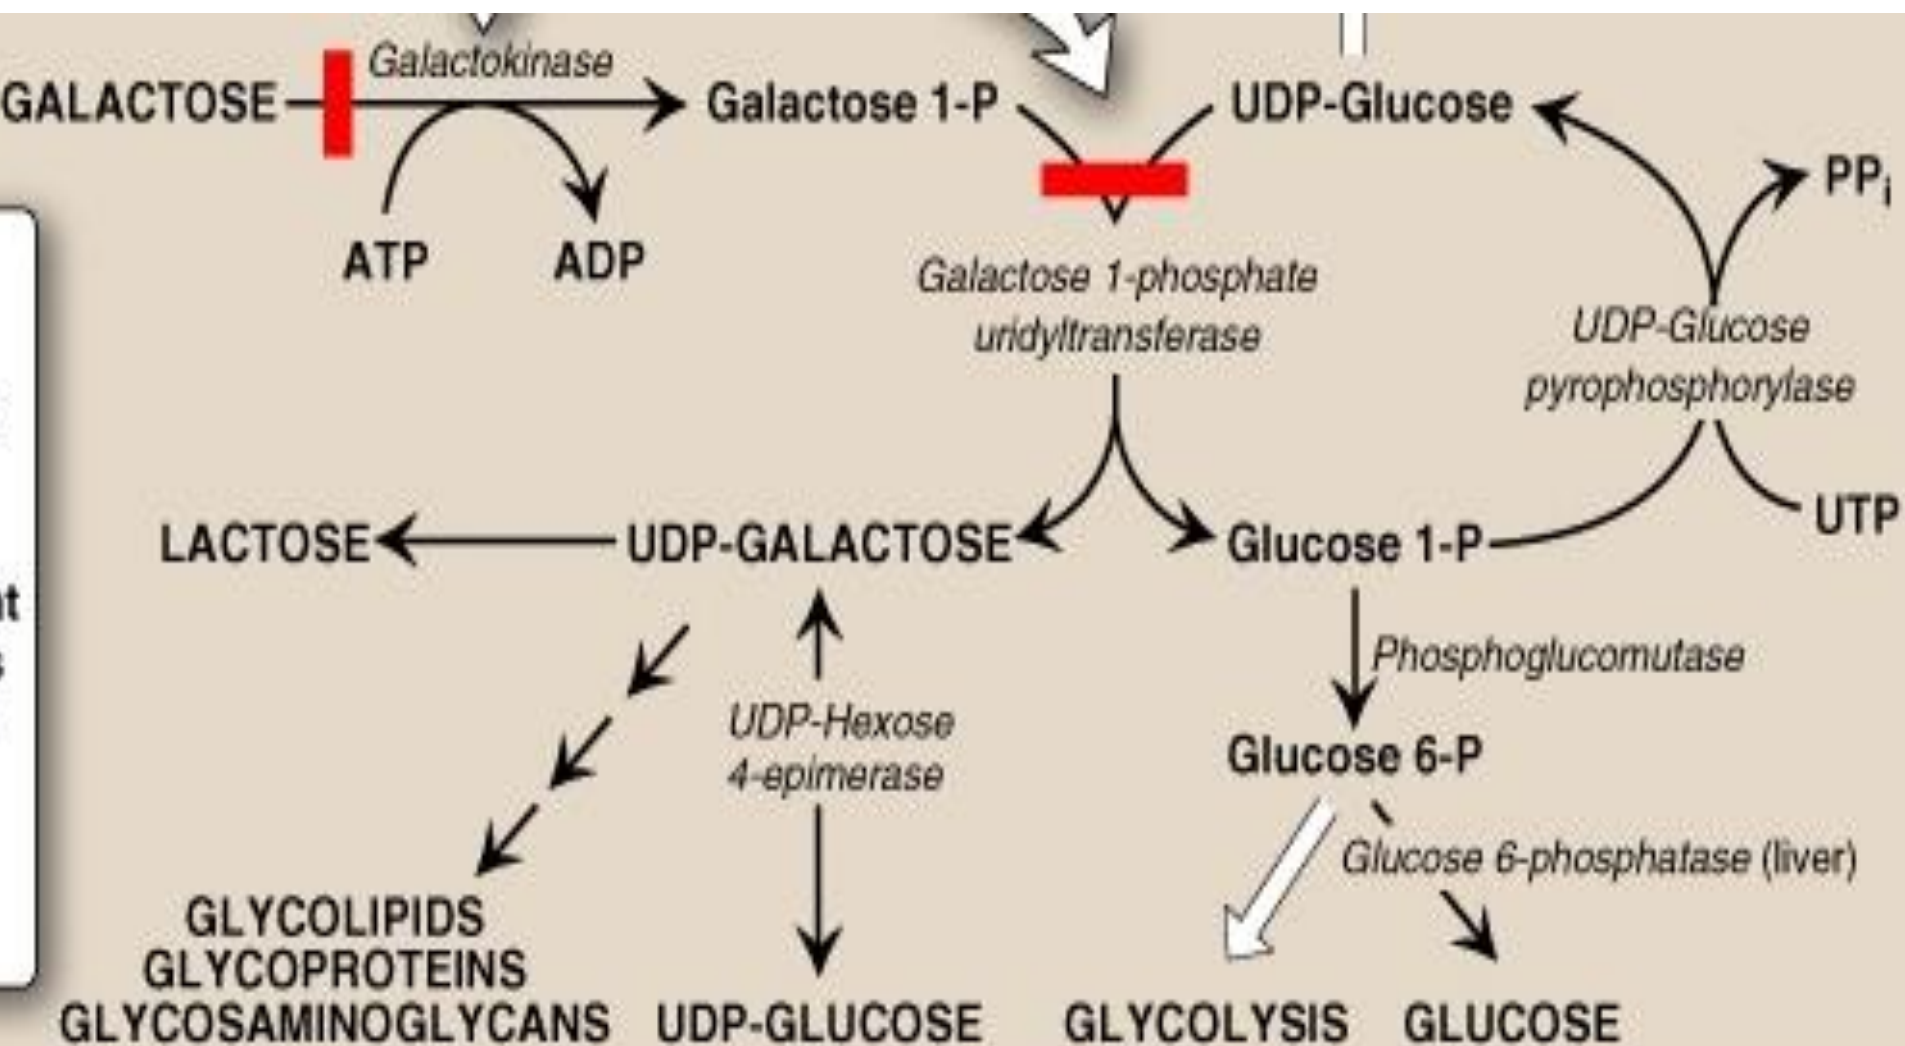 Galactokinase
GALACTOSE
Galactose 1-P
UDP-Glucose
PPi
ATP
ADP
Galactose 1-phosphate
uridyltransferase
UDP-Glucose
pyrophosphorylase
UTP
LACTOSE
UDP-GALACTOSE
Glucose 1-P
Phosphoglucomutase
UDP-Hexose
4-epimerase
Glucose 6-P
Glucose 6-phosphatase (liver)
GLYCOLIPIDS
GLYCOPROTEINS
GLYCOSAMINOGLYCANS
UDP-GLUCOSE
GLYCOLYSIS
GLUCOSE